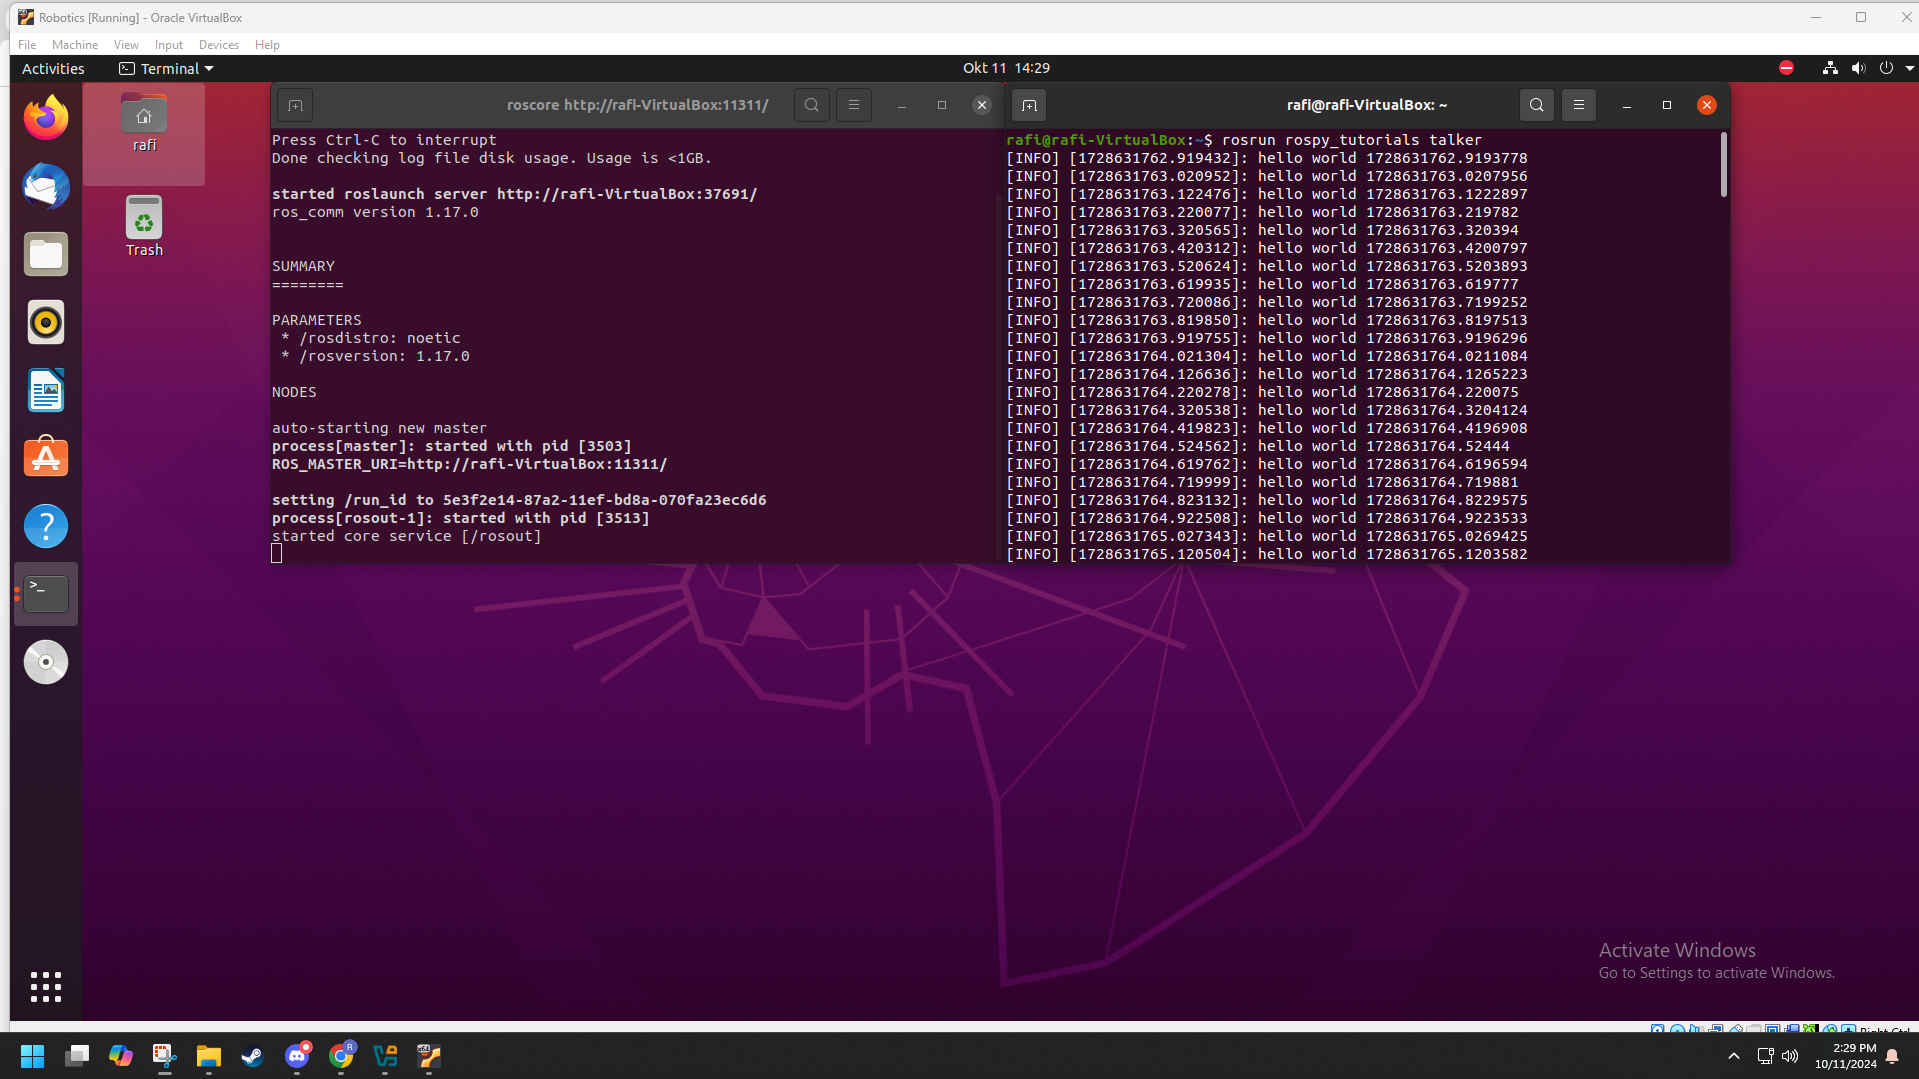 Robotics [Running] - Oracle VirtualBox
File Machine View Input Devices Help
Activities Terminal Okt 11 14:29
rafi
Trash
roscore http://rafi-VirtualBox:11311/
Press Ctrl-C to interrupt
Done checking log file disk usage. Usage is <1GB.
started roslaunch server http://rafi-VirtualBox:37691/
ros_comm version 1.17.0
SUMMARY
========
PARAMETERS
* /rosdistro: noetic
* /rosversion: 1.17.0
NODES
auto-starting new master
process[master]: started with pid [3503]
ROS_MASTER_URI=http://rafi-VirtualBox:11311/
setting /run_id to 5e3f2e14-87a2-11ef-bd8a-070fa23ec6d6
process[rosout-1]: started with pid [3513]
started core service [/rosout]
rafi@rafi-VirtualBox: ~
rafi@rafi-VirtualBox:~$ rosrun rospy_tutorials talker
[INFO] [1728631762.919432]: hello world 1728631762.9193778
[INFO] [1728631763.020952]: hello world 1728631763.0207956
[INFO] [1728631763.122476]: hello world 1728631763.1222897
[INFO] [1728631763.220077]: hello world 1728631763.219782
[INFO] [1728631763.320565]: hello world 1728631763.320394
[INFO] [1728631763.420312]: hello world 1728631763.4200797
[INFO] [1728631763.520624]: hello world 1728631763.5203893
[INFO] [1728631763.619935]: hello world 1728631763.619777
[INFO] [1728631763.720086]: hello world 1728631763.7199252
[INFO] [1728631763.819850]: hello world 1728631763.8197513
[INFO] [1728631763.919755]: hello world 1728631763.9196296
[INFO] [1728631764.021304]: hello world 1728631764.0211084
[INFO] [1728631764.126636]: hello world 1728631764.1265223
[INFO] [1728631764.220278]: hello world 1728631764.220075
[INFO] [1728631764.320538]: hello world 1728631764.3204124
[INFO] [1728631764.419823]: hello world 1728631764.4196908
[INFO] [1728631764.524562]: hello world 1728631764.52444
[INFO] [1728631764.619762]: hello world 1728631764.6196594
[INFO] [1728631764.719999]: hello world 1728631764.719881
[INFO] [1728631764.823132]: hello world 1728631764.8229575
[INFO] [1728631764.922508]: hello world 1728631764.9223533
[INFO] [1728631765.027343]: hello world 1728631765.0269425
[INFO] [1728631765.120504]: hello world 1728631765.1203582
Activate Windows
Go to Settings to activate Windows.
Right Ctrl
2:29 PM
10/11/2024